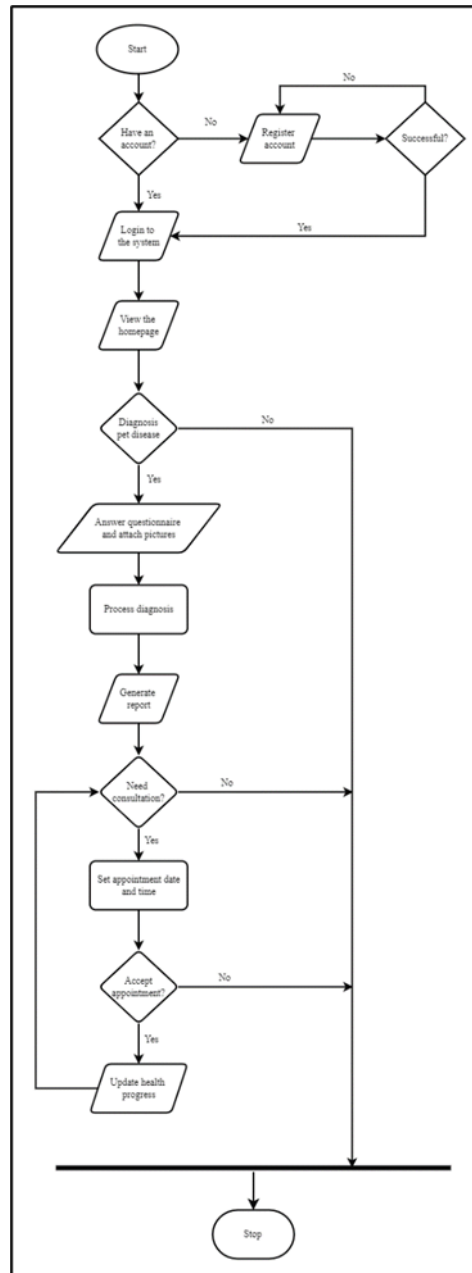 Start
No
Have an
account?
No
Register
account
Successful?
Yes
Login to
the system
Yes
View the
homepage
Diagnosis
pet disease
No
Yes
Answer questionnaire
and attach pictures
Process diagnosis
Generate
report
Need
consultation?
No
Yes
Set appointment date
and time
Accept
appointment?
No
Yes
Update health
progress
Stop